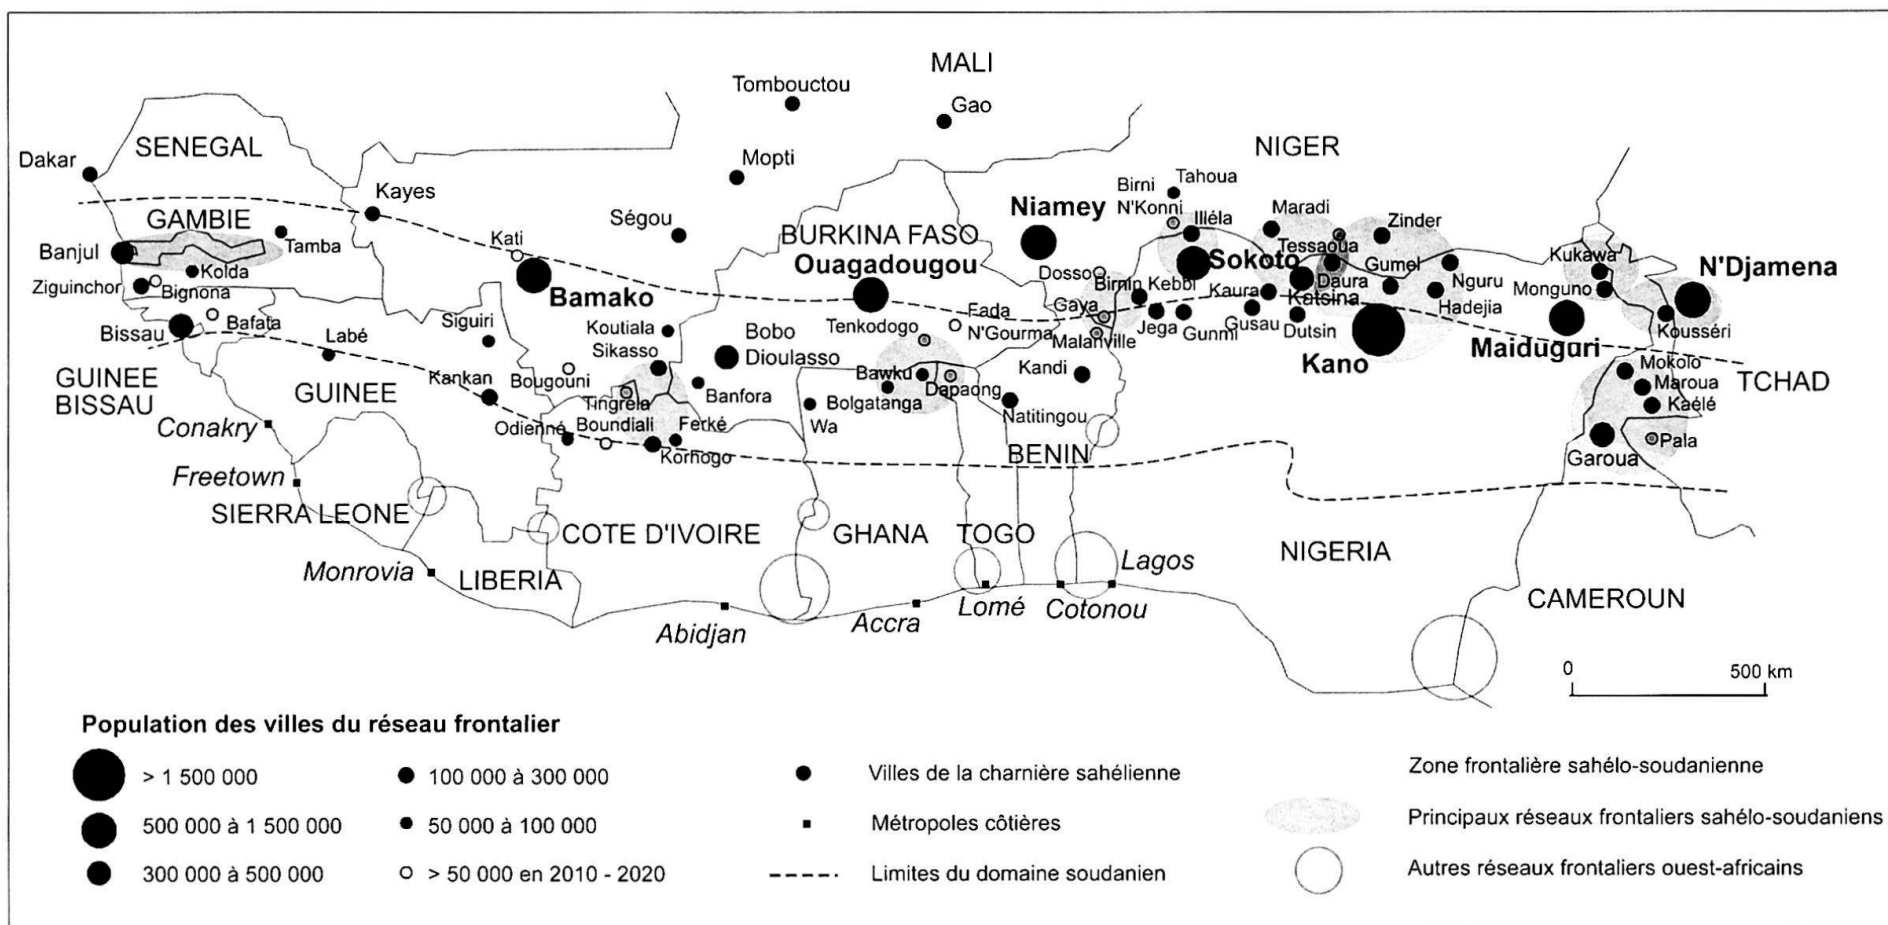 MALI
Tombouctou
Gao
SENEGAL
NIGER
Dakar
Mopti
Kayes
Birni
N'Konni
Tahoua
Niamey
Illéla
Maradi
Zinder
GAMBIE
Ségou
BURKINA FASO
Banjul
Tamba
Kati
Ouagadougou
Tessaoua
Kukawa
Kolda
Sokoto
Gumel
N'Djamena
Ziguinchor
Bignona
Bamako
Dosso
Birnin Kebbi
Kaura
Daura
Katsina
Nguru
Monguno
Bissau
Bafata
Siguiri
Koutiala
Bobo
Dioulasso
Tenkodogo
Fada
N'Gourma
Gaya
Malanville
Jega
Gunmi
Gusau
Dutsin
Hadejia
Kousséri
Labé
Sikasso
Kano
Maiduguri
GUINEE
BISSAU
GUINEE
Kankan
Bougouni
Tingrela
Banfora
Bawku
Bolgatanga
Dapaong
Kandi
Mokolo
Maroua
Kaélé
TCHAD
Conakry
Odienné
Boundiali
Ferké
Korhogo
Wa
Natitingou
BENIN
Garoua
Pala
Freetown
SIERRA LEONE
COTE D'IVOIRE
GHANA
TOGO
Lagos
NIGERIA
Monrovia
LIBERIA
Abidjan
Accra
Lomé
Cotonou
CAMEROUN
0 500 km
Population des villes du réseau frontalier
> 1 500 000
500 000 à 1 500 000
300 000 à 500 000
100 000 à 300 000
50 000 à 100 000
> 50 000 en 2010 - 2020
Villes de la charnière sahélienne
Métropoles côtières
Limites du domaine soudanien
Zone frontalière sahélo-soudanienne
Principaux réseaux frontaliers sahélo-soudaniens
Autres réseaux frontaliers ouest-africains